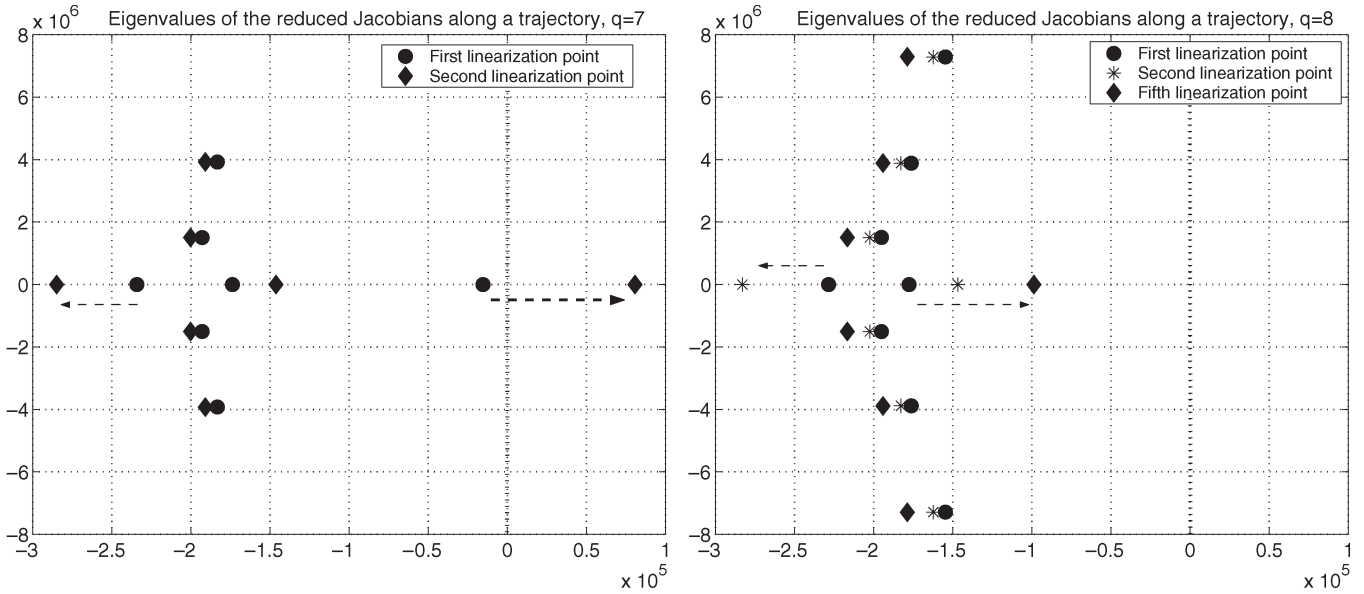 Eigenvalues of the reduced Jacobians along a trajectory, q=7
x 10^6
8
6
4
2
0
−2
−4
−6
−8
First linearization point
Second linearization point
−3 −2.5 −2 −1.5 −1 −0.5 0 0.5 1
x 10^5
Eigenvalues of the reduced Jacobians along a trajectory, q=8
x 10^6
8
6
4
2
0
−2
−4
−6
−8
First linearization point
Second linearization point
Fifth linearization point
−3 −2.5 −2 −1.5 −1 −0.5 0 0.5 1
x 10^5